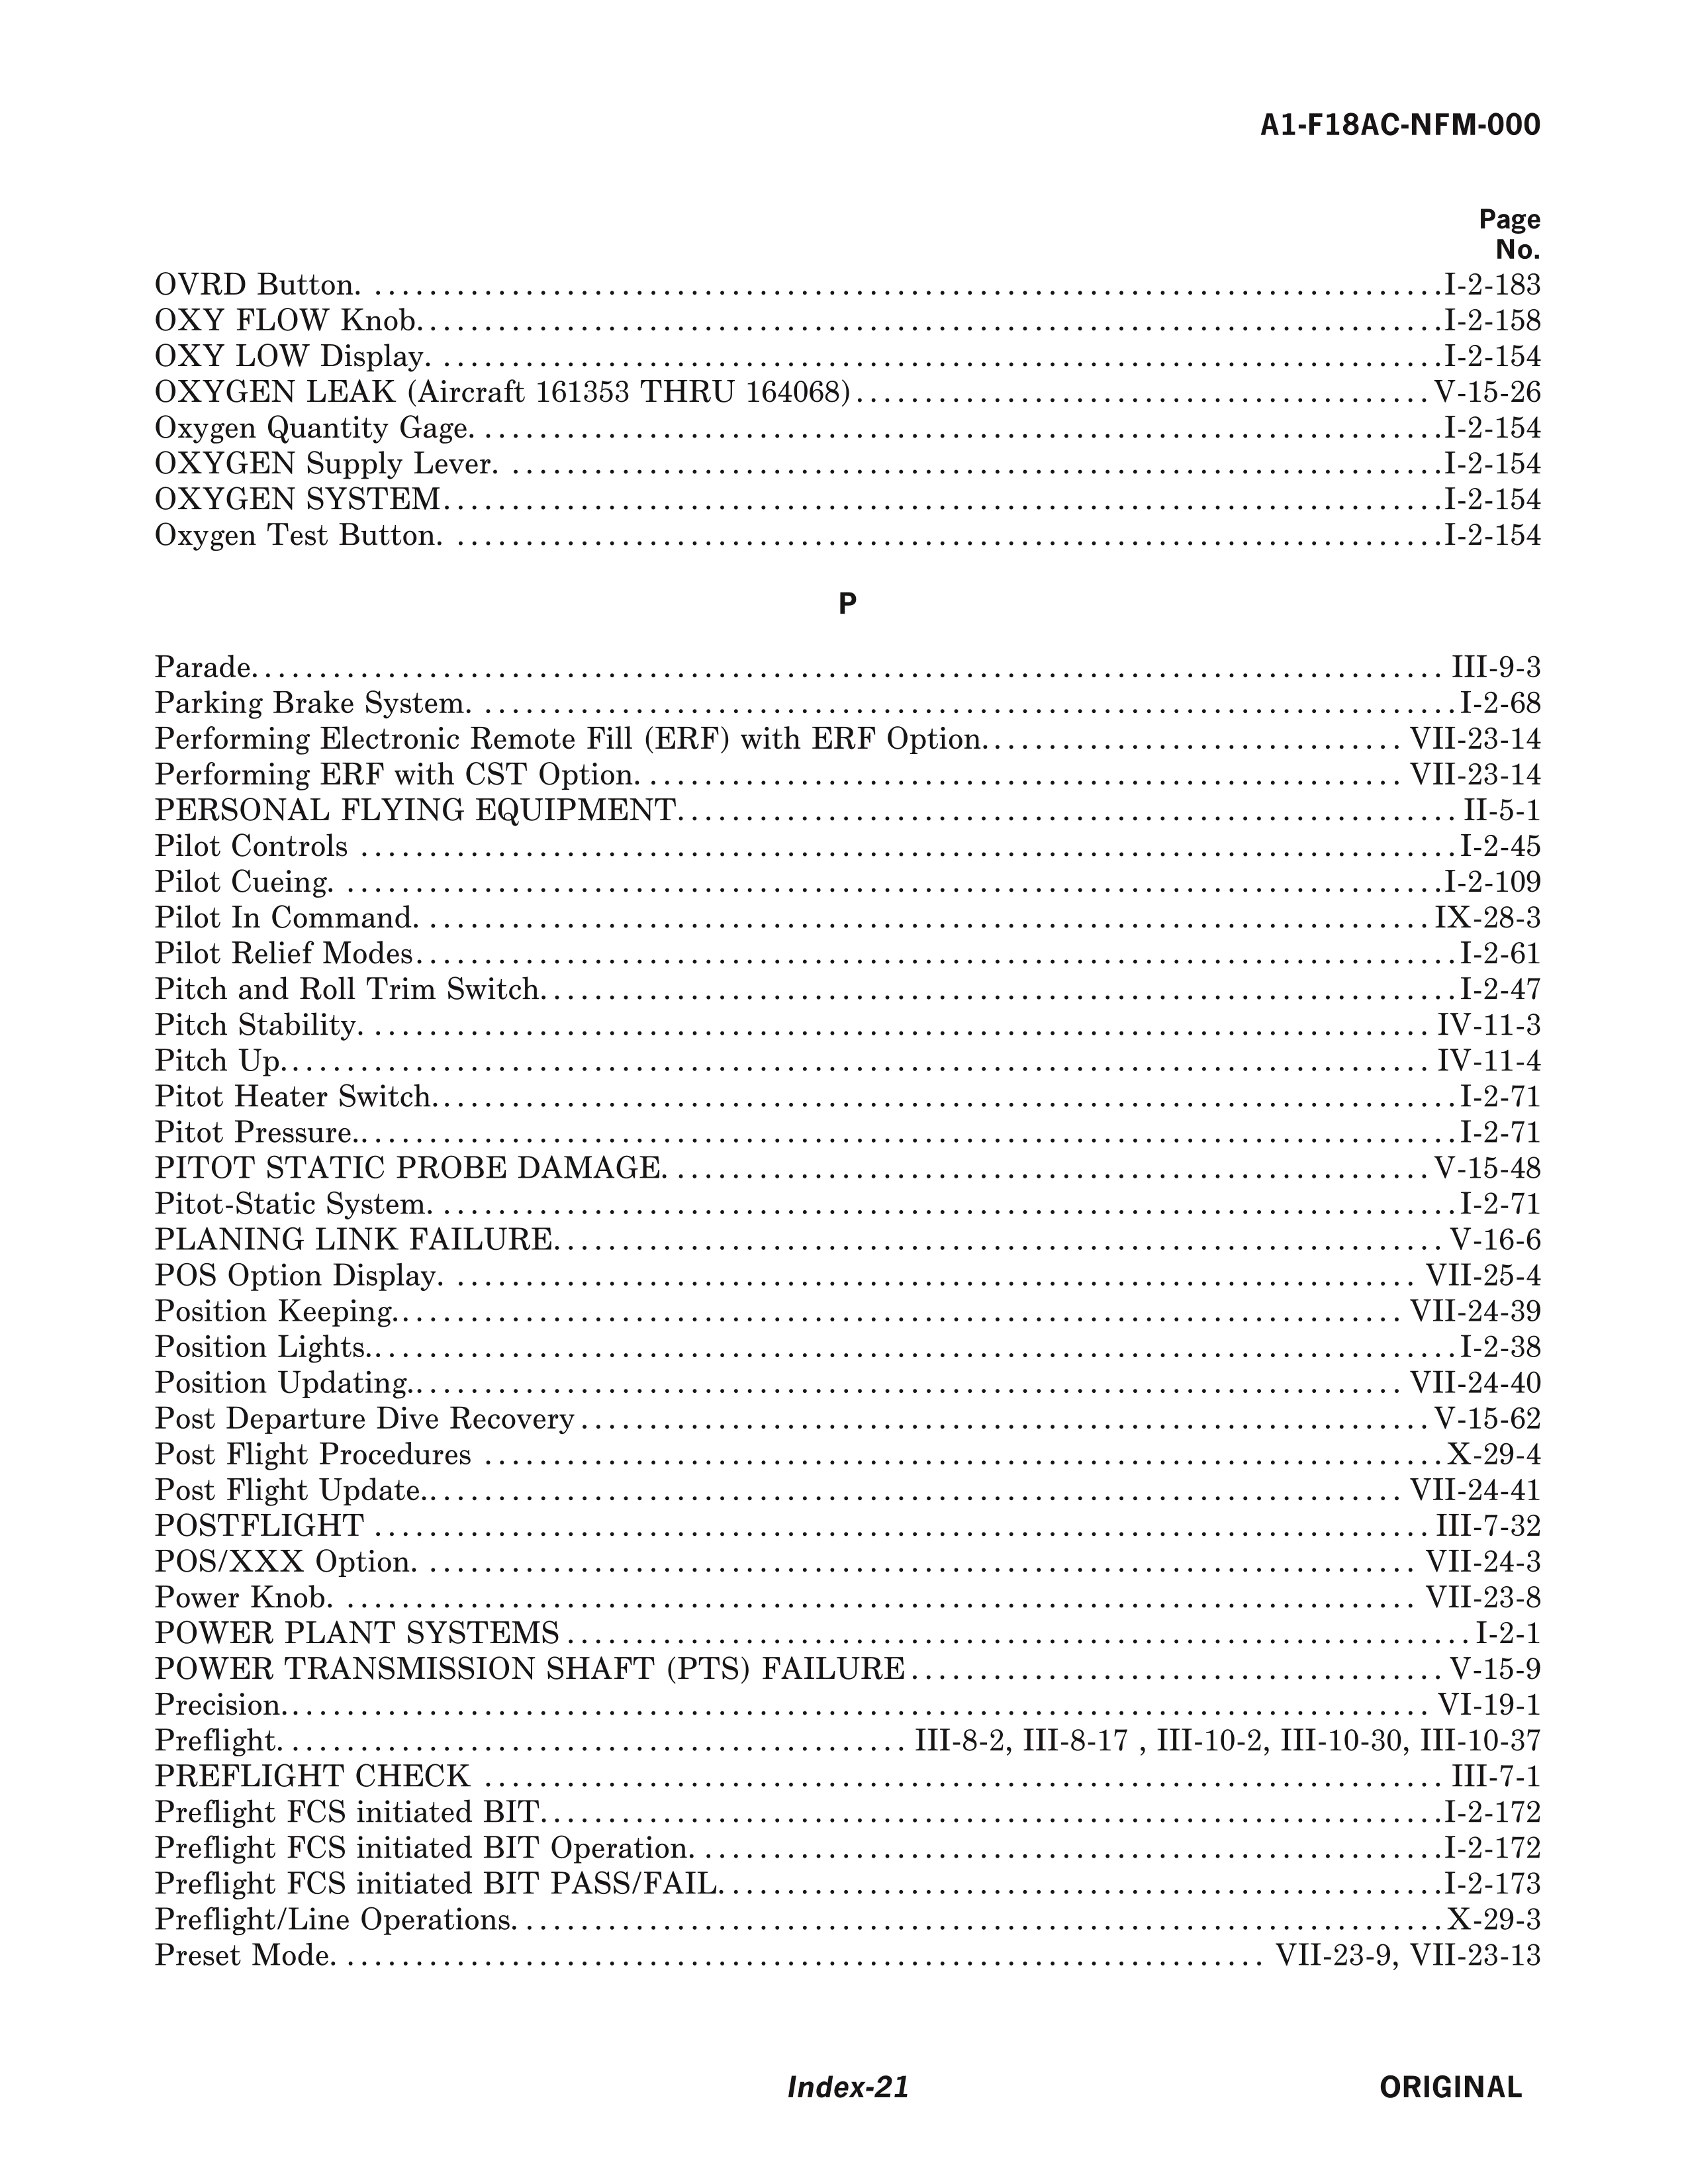 A1-F18AC-NFM-000
Page
No.
OVRD Button. . . . . . . . . . . . . . . . . . . . I-2-183
OXY FLOW Knob. . . . . . . . . . . . . . . . . . . . I-2-158
OXY LOW Display. . . . . . . . . . . . . . . . . . . . I-2-154
OXYGEN LEAK (Aircraft 161353 THRU 164068) . . . . . . . . . . . . . . . . . . . . V-15-26
Oxygen Quantity Gage. . . . . . . . . . . . . . . . . . . . I-2-154
OXYGEN Supply Lever. . . . . . . . . . . . . . . . . . . . I-2-154
OXYGEN SYSTEM . . . . . . . . . . . . . . . . . . . . I-2-154
Oxygen Test Button. . . . . . . . . . . . . . . . . . . . I-2-154
P
Parade. . . . . . . . . . . . . . . . . . . . III-9-3
Parking Brake System. . . . . . . . . . . . . . . . . . . . I-2-68
Performing Electronic Remote Fill (ERF) with ERF Option. . . . . . . . . . . . . . . . . . . . VII-23-14
Performing ERF with CST Option. . . . . . . . . . . . . . . . . . . . VII-23-14
PERSONAL FLYING EQUIPMENT. . . . . . . . . . . . . . . . . . . . II-5-1
Pilot Controls . . . . . . . . . . . . . . . . . . . . I-2-45
Pilot Cueing. . . . . . . . . . . . . . . . . . . . I-2-109
Pilot In Command. . . . . . . . . . . . . . . . . . . . IX-28-3
Pilot Relief Modes . . . . . . . . . . . . . . . . . . . . I-2-61
Pitch and Roll Trim Switch. . . . . . . . . . . . . . . . . . . . I-2-47
Pitch Stability. . . . . . . . . . . . . . . . . . . . IV-11-3
Pitch Up. . . . . . . . . . . . . . . . . . . . IV-11-4
Pitot Heater Switch. . . . . . . . . . . . . . . . . . . . I-2-71
Pitot Pressure. . . . . . . . . . . . . . . . . . . . I-2-71
PITOT STATIC PROBE DAMAGE. . . . . . . . . . . . . . . . . . . . V-15-48
Pitot-Static System. . . . . . . . . . . . . . . . . . . . I-2-71
PLANING LINK FAILURE. . . . . . . . . . . . . . . . . . . . V-16-6
POS Option Display. . . . . . . . . . . . . . . . . . . . VII-25-4
Position Keeping. . . . . . . . . . . . . . . . . . . . VII-24-39
Position Lights. . . . . . . . . . . . . . . . . . . . I-2-38
Position Updating. . . . . . . . . . . . . . . . . . . . VII-24-40
Post Departure Dive Recovery . . . . . . . . . . . . . . . . . . . . V-15-62
Post Flight Procedures . . . . . . . . . . . . . . . . . . . . X-29-4
Post Flight Update. . . . . . . . . . . . . . . . . . . . VII-24-41
POSTFLIGHT . . . . . . . . . . . . . . . . . . . . III-7-32
POS/XXX Option. . . . . . . . . . . . . . . . . . . . VII-24-3
Power Knob. . . . . . . . . . . . . . . . . . . . VII-23-8
POWER PLANT SYSTEMS . . . . . . . . . . . . . . . . . . . . I-2-1
POWER TRANSMISSION SHAFT (PTS) FAILURE . . . . . . . . . . . . . . . . . . . . V-15-9
Precision. . . . . . . . . . . . . . . . . . . . VI-19-1
Preflight. . . . . . . . . . . . . . . . . . . . III-8-2, III-8-17 , III-10-2, III-10-30, III-10-37
PREFLIGHT CHECK . . . . . . . . . . . . . . . . . . . . III-7-1
Preflight FCS initiated BIT. . . . . . . . . . . . . . . . . . . . I-2-172
Preflight FCS initiated BIT Operation. . . . . . . . . . . . . . . . . . . . I-2-172
Preflight FCS initiated BIT PASS/FAIL. . . . . . . . . . . . . . . . . . . . I-2-173
Preflight/Line Operations. . . . . . . . . . . . . . . . . . . . X-29-3
Preset Mode. . . . . . . . . . . . . . . . . . . . VII-23-9, VII-23-13
Index-21
ORIGINAL